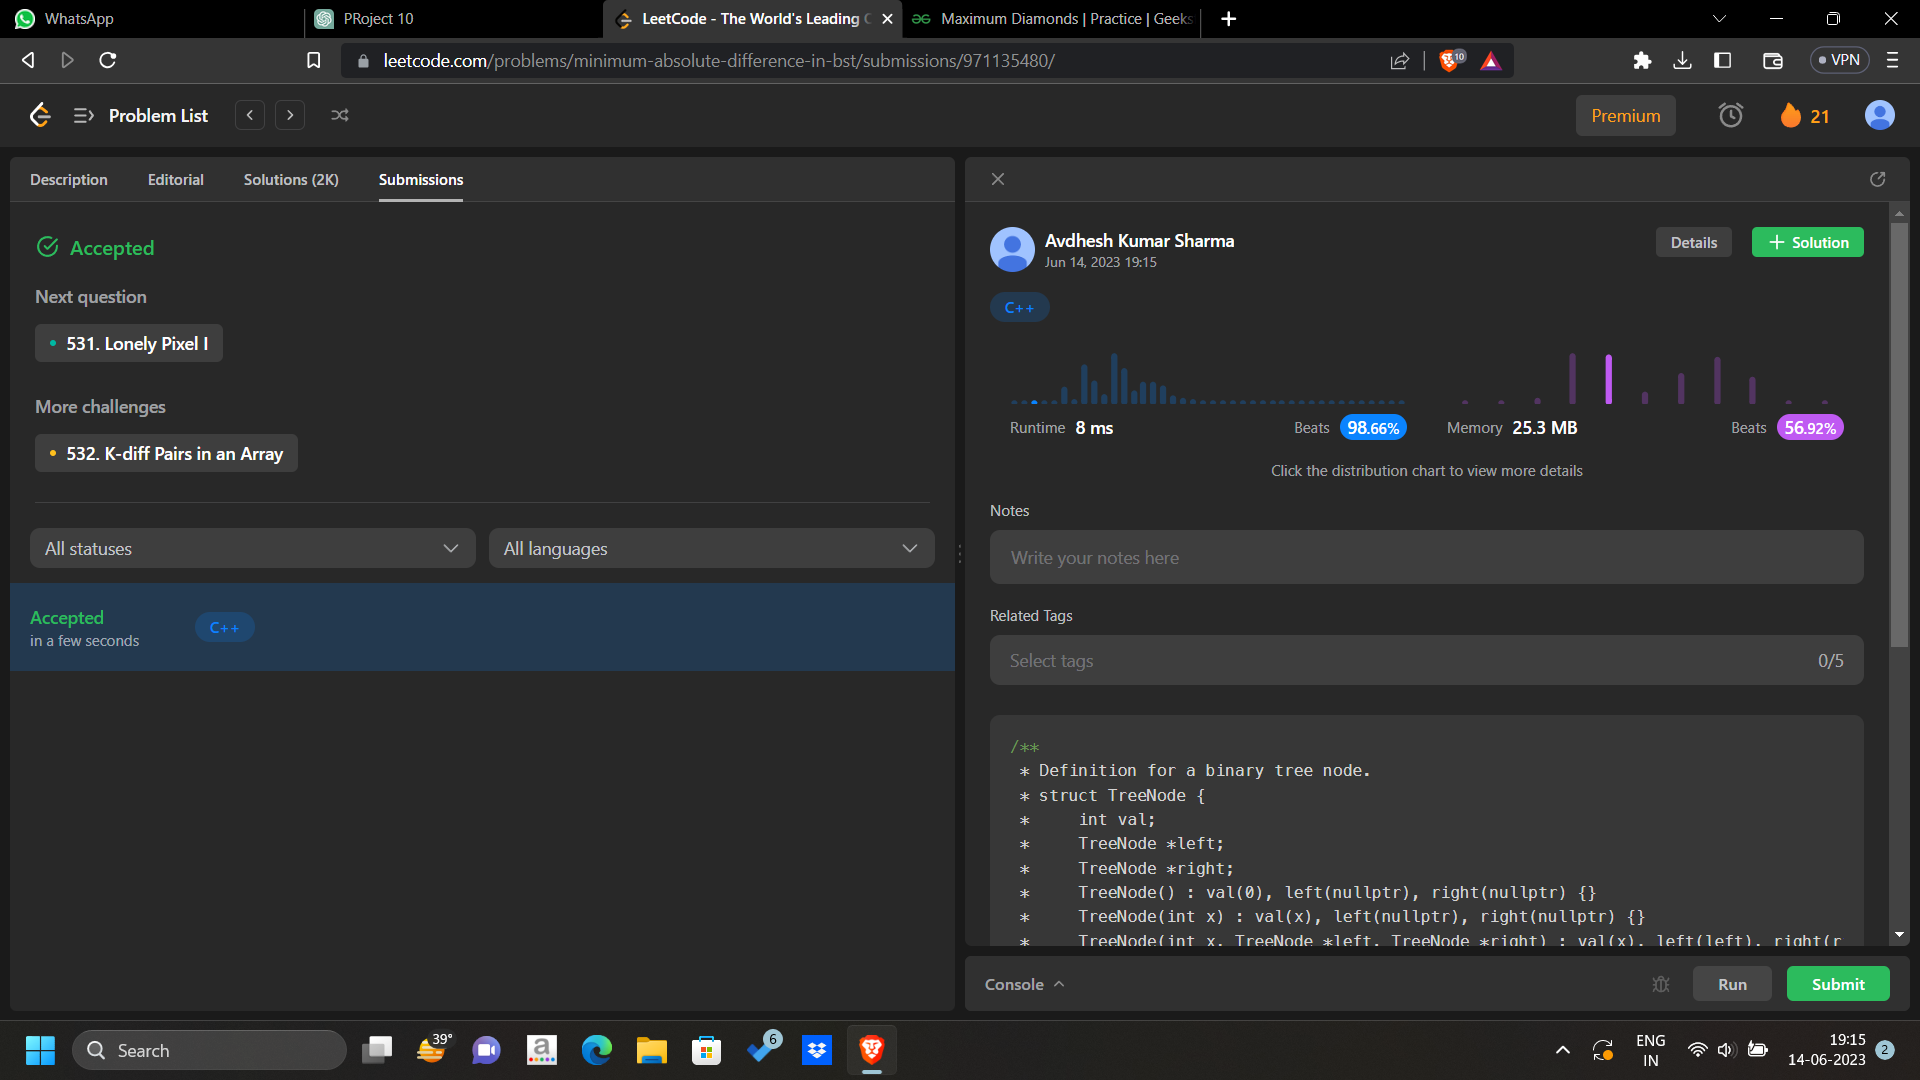 WhatsApp
PRoject 10
LeetCode - The World's Leading
Maximum Diamonds | Practice | Geeks
leetcode.com/problems/minimum-absolute-difference-in-bst/submissions/971135480/
10
VPN
Problem List
Premium
21
Description
Editorial
Solutions (2K)
Submissions
Accepted
Next question
531. Lonely Pixel I
More challenges
532. K-diff Pairs in an Array
All statuses
All languages
Accepted
in a few seconds
C++
Avdhesh Kumar Sharma
Jun 14, 2023 19:15
Details
+ Solution
C++
Runtime 8 ms
Beats 98.66%
Memory 25.3 MB
Beats 56.92%
Click the distribution chart to view more details
Notes
Write your notes here
Related Tags
Select tags
0/5
/**
* Definition for a binary tree node.
* struct TreeNode {
*     int val;
*     TreeNode *left;
*     TreeNode *right;
*     TreeNode() : val(0), left(nullptr), right(nullptr) {}
*     TreeNode(int x) : val(x), left(nullptr), right(nullptr) {}
*     TreeNode(int x, TreeNode *left, TreeNode *right) : val(x), left(left), right(r
Console
Run
Submit
Search
39°
a
6
ENG
IN
19:15
14-06-2023
2